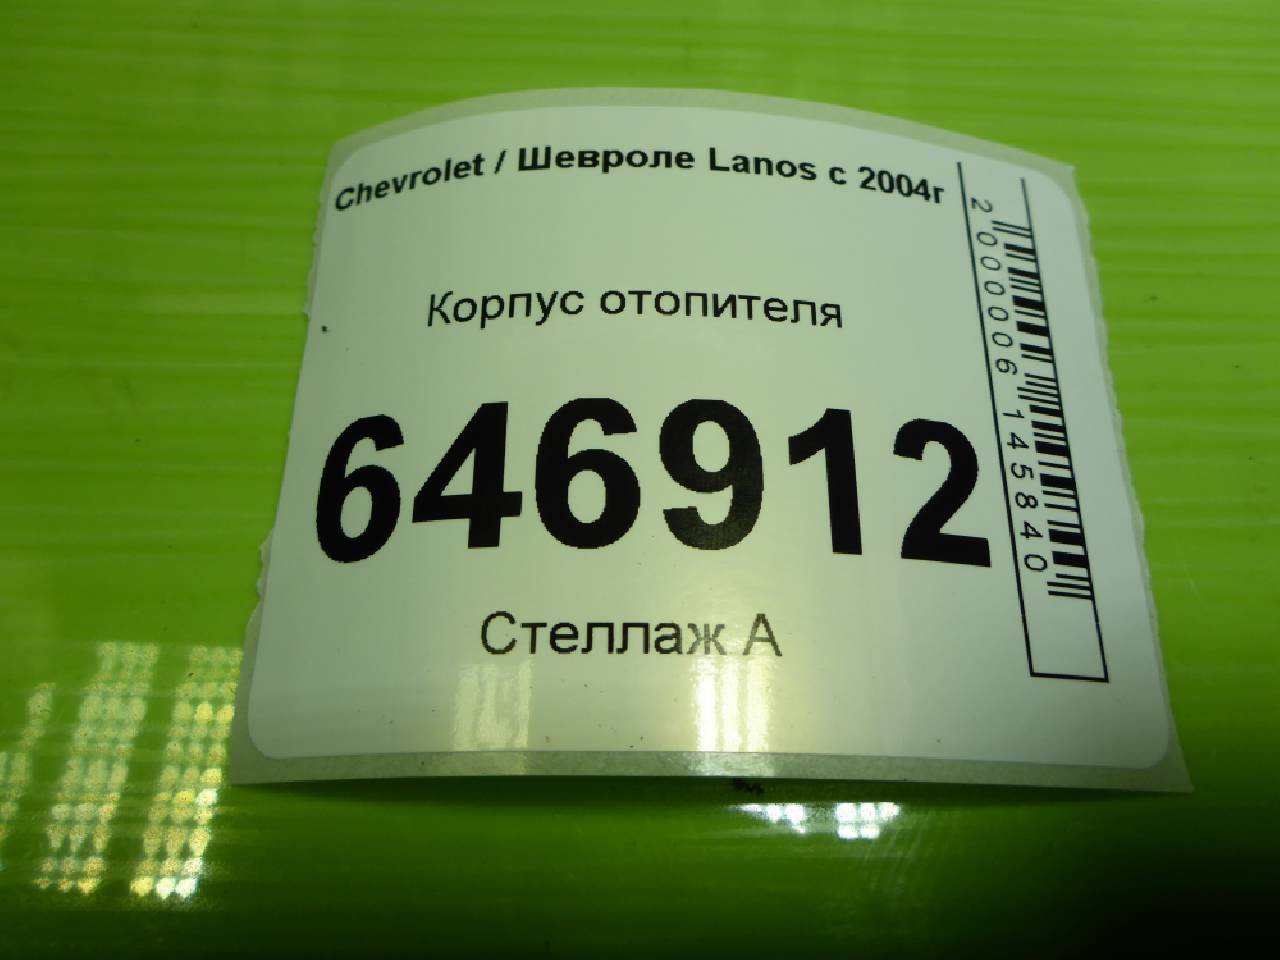 Chevrolet / Шевроле Lanos с 2004г
Корпус отопителя
646912
Стеллаж А
2000006145840